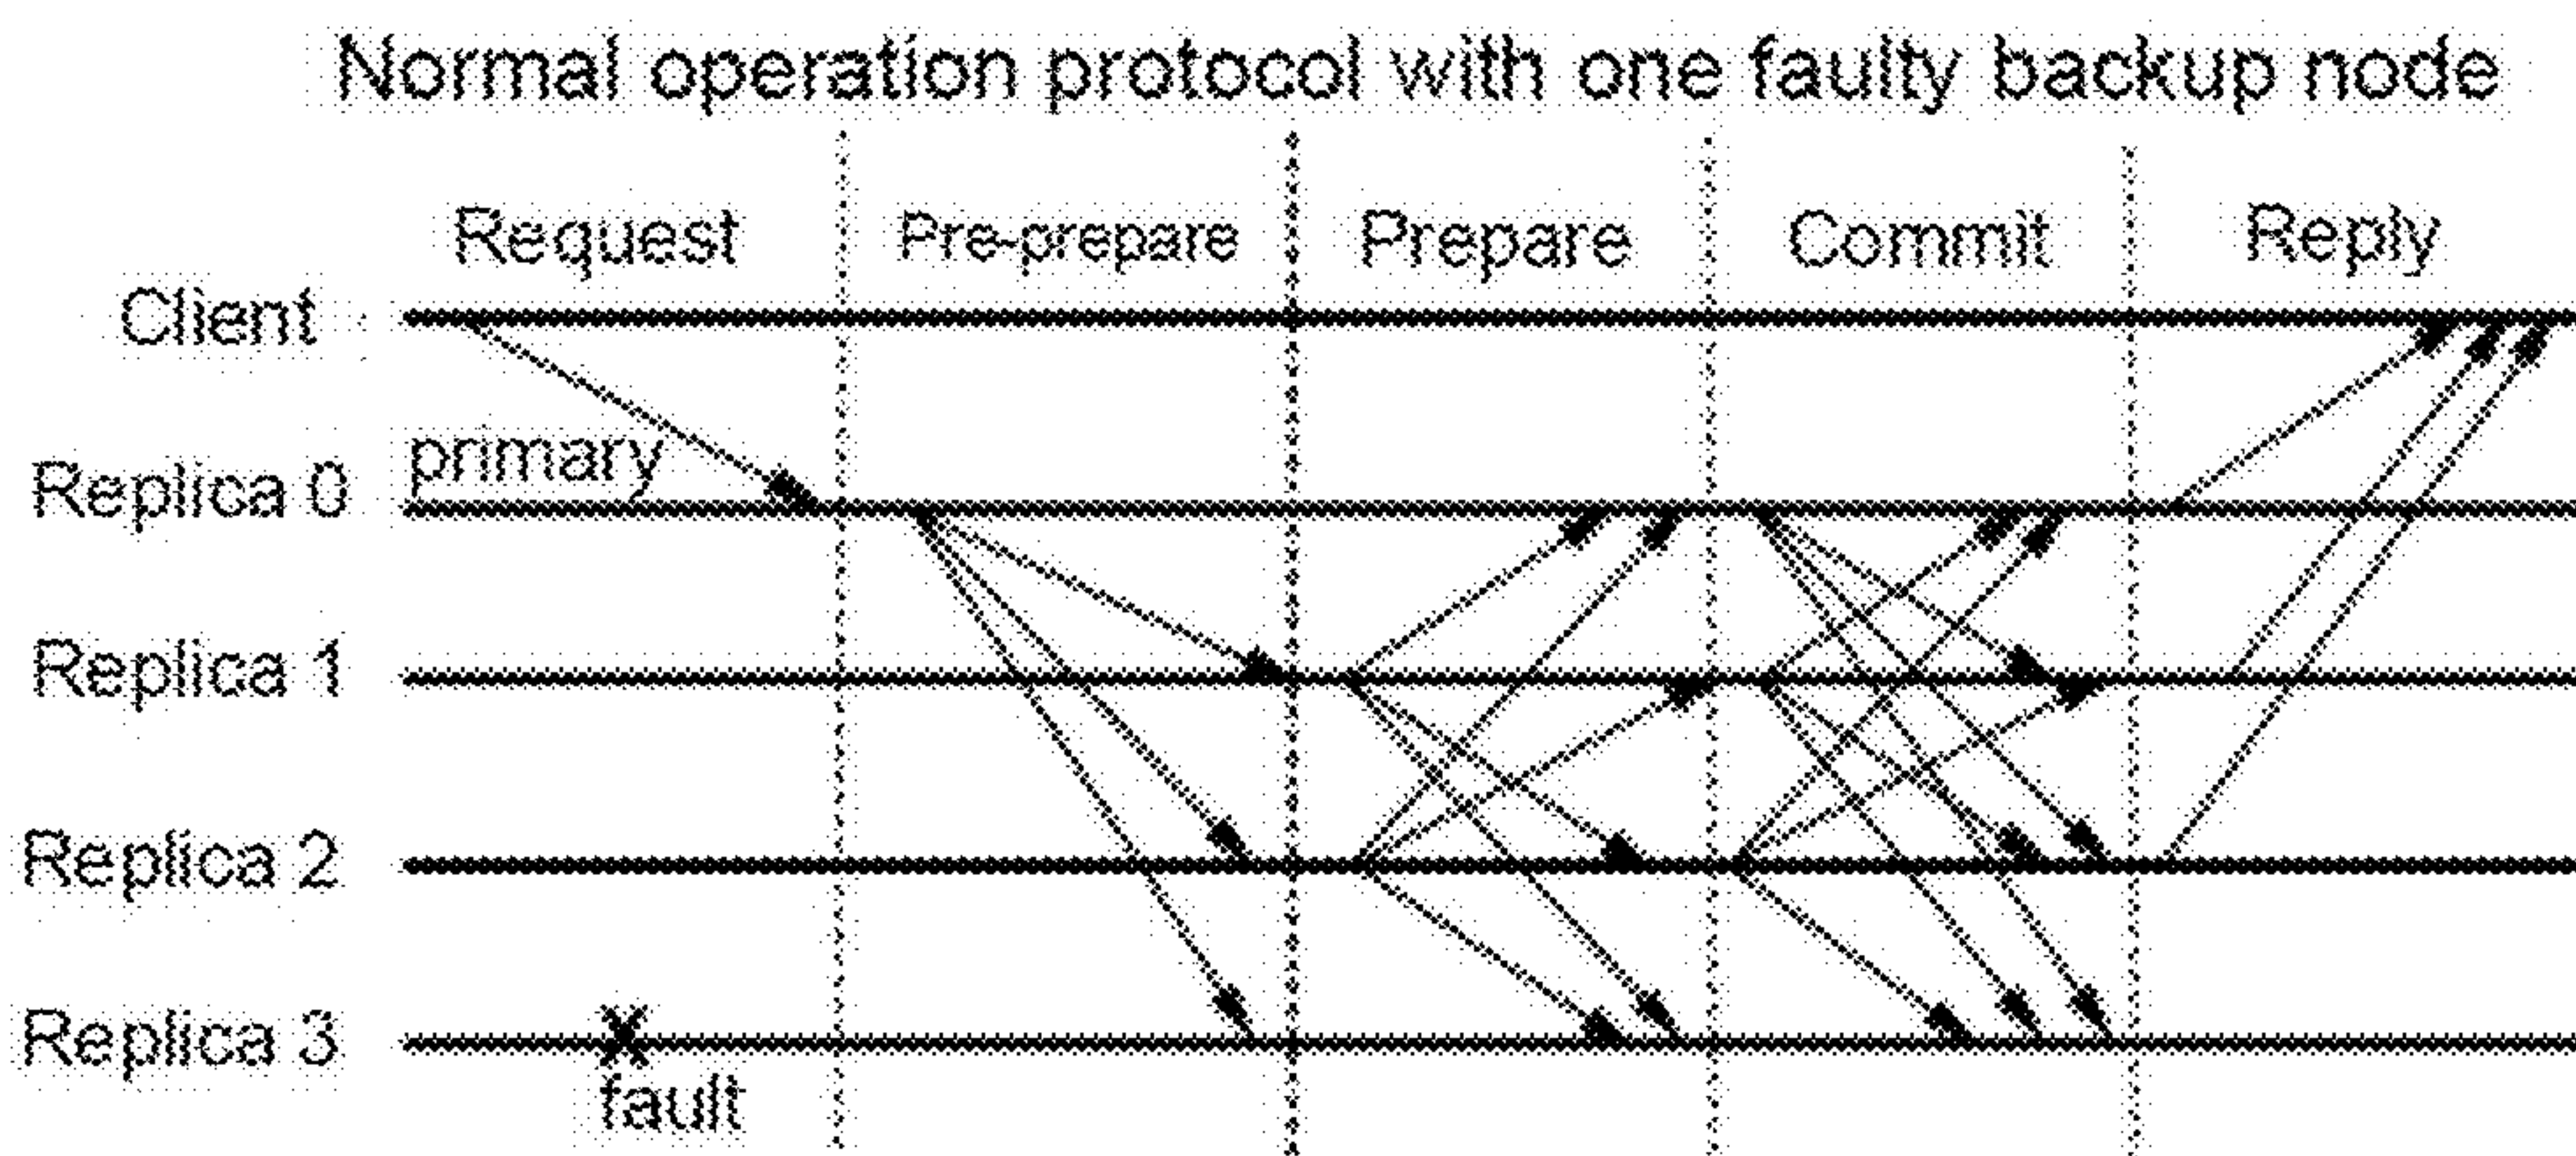 Normal operation protocol with one faulty backup node
Request Pre-prepare Prepare Commit Reply
Client
primary
Replica 0
Replica 1
Replica 2
Replica 3
fault